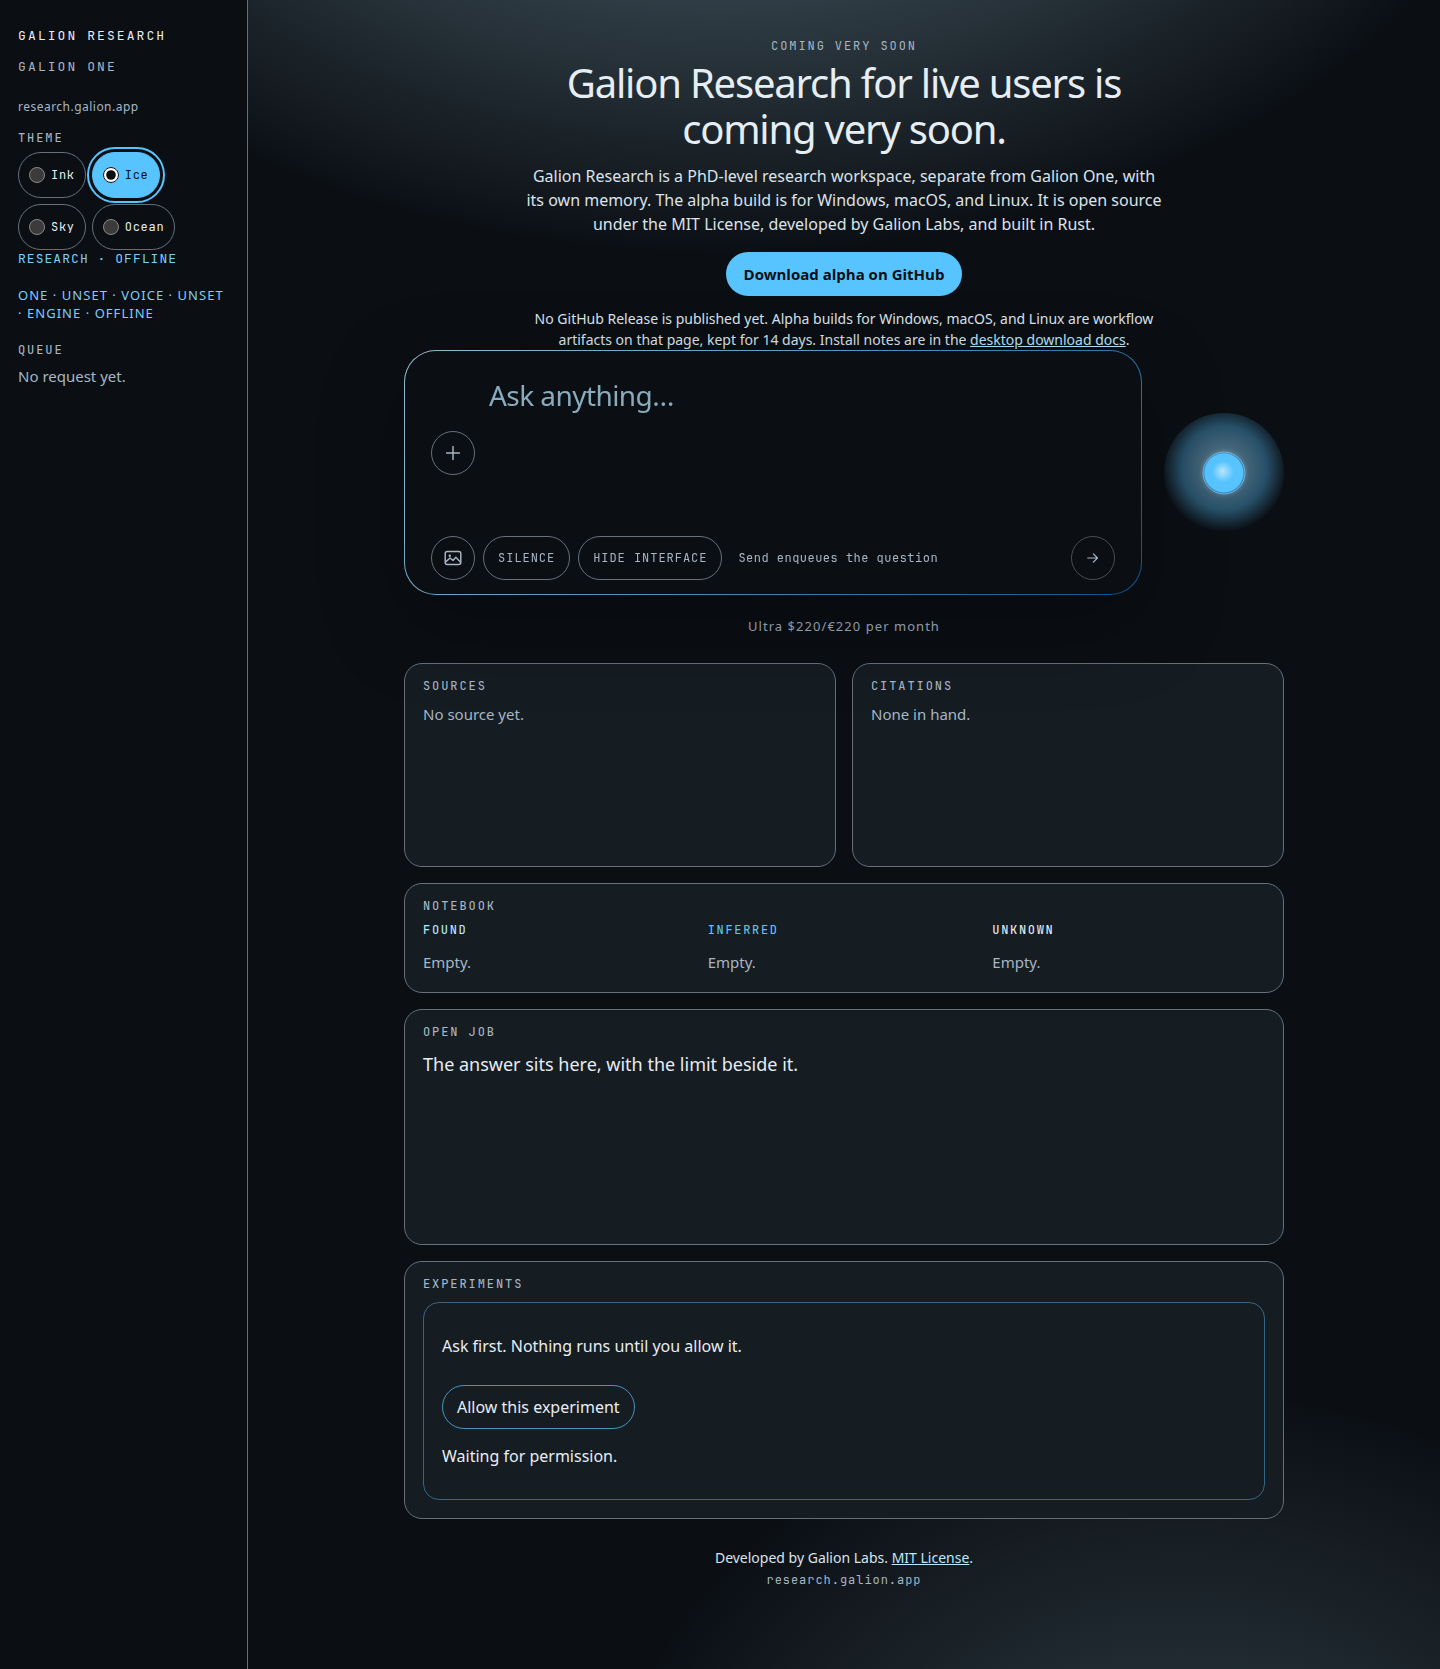 GALION RESEARCH
GALION ONE
research.galion.app
THEME
Ink
Ice
Sky
Ocean
RESEARCH · OFFLINE
ONE · UNSET · VOICE · UNSET
· ENGINE · OFFLINE
QUEUE
No request yet.
COMING VERY SOON
Galion Research for live users is
coming very soon.
Galion Research is a PhD-level research workspace, separate from Galion One, with
its own memory. The alpha build is for Windows, macOS, and Linux. It is open source
under the MIT License, developed by Galion Labs, and built in Rust.
Download alpha on GitHub
No GitHub Release is published yet. Alpha builds for Windows, macOS, and Linux are workflow
artifacts on that page, kept for 14 days. Install notes are in the desktop download docs.
Ask anything...
SILENCE
HIDE INTERFACE
Send enqueues the question
Ultra $220/€220 per month
SOURCES
No source yet.
CITATIONS
None in hand.
NOTEBOOK
FOUND
Empty.
INFERRED
Empty.
UNKNOWN
Empty.
OPEN JOB
The answer sits here, with the limit beside it.
EXPERIMENTS
Ask first. Nothing runs until you allow it.
Allow this experiment
Waiting for permission.
Developed by Galion Labs. MIT License.
research.galion.app